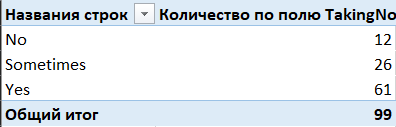 Названия строк Количество по полю TakingNo
No 12
Sometimes 26
Yes 61
Общий итог 99